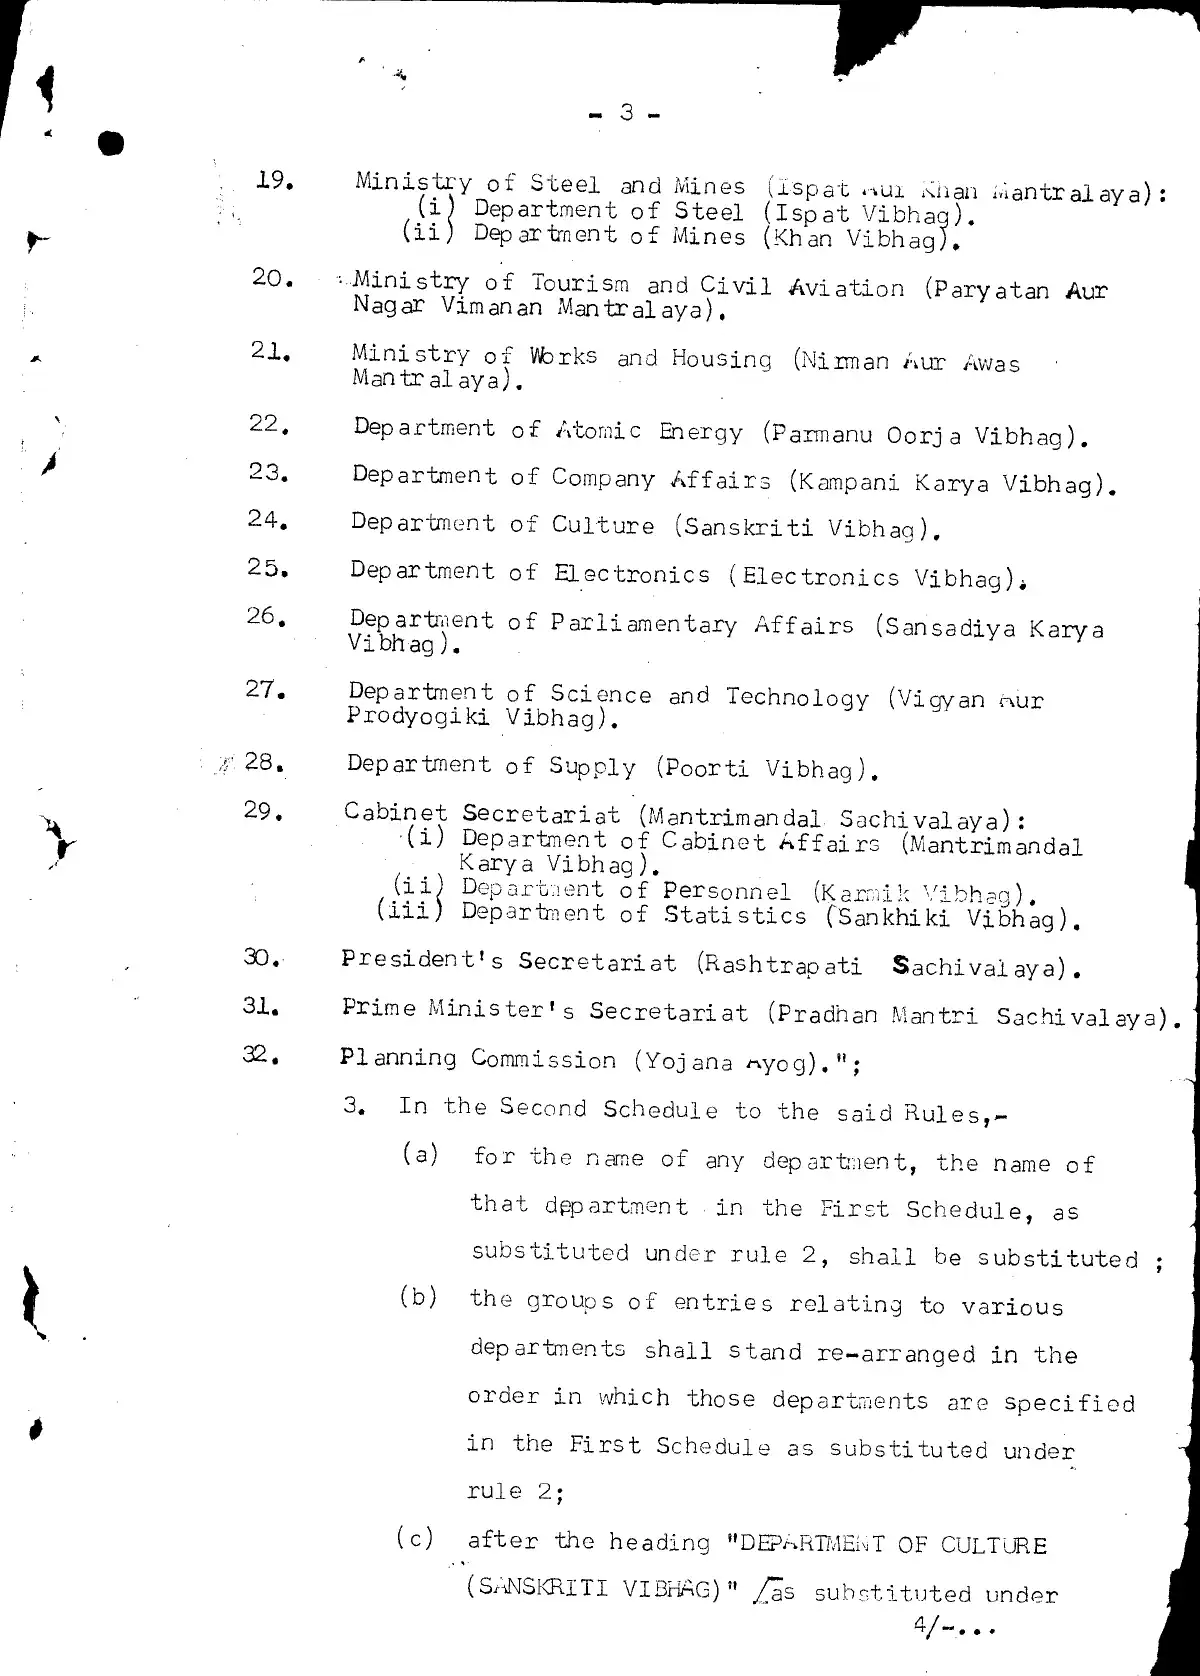 - 3 -
19. Ministry of Steel and Mines (Ispat Aur Khan Mantralaya):
(i) Department of Steel (Ispat Vibhag).
(ii) Department of Mines (Khan Vibhag).
20. Ministry of Tourism and Civil Aviation (Paryatan Aur
Nagar Vimanan Mantralaya).
21. Ministry of Works and Housing (Nirman Aur Awas
Mantralaya).
22. Department of Atomic Energy (Parmanu Oorja Vibhag).
23. Department of Company Affairs (Kampani Karya Vibhag).
24. Department of Culture (Sanskriti Vibhag).
25. Department of Electronics (Electronics Vibhag).
26. Department of Parliamentary Affairs (Sansadiya Karya
Vibhag).
27. Department of Science and Technology (Vigyan Aur
Prodyogiki Vibhag).
28. Department of Supply (Poorti Vibhag).
29. Cabinet Secretariat (Mantrimandal Sachivalaya):
(i) Department of Cabinet Affairs (Mantrimandal
Karya Vibhag).
(ii) Department of Personnel (Karmik Vibhag).
(iii) Department of Statistics (Sankhiki Vibhag).
30. President's Secretariat (Rashtrapati Sachivalaya).
31. Prime Minister's Secretariat (Pradhan Mantri Sachivalaya).
32. Planning Commission (Yojana Ayog).";
3. In the Second Schedule to the said Rules,-
(a) for the name of any department, the name of
that department in the First Schedule, as
substituted under rule 2, shall be substituted ;
(b) the groups of entries relating to various
departments shall stand re-arranged in the
order in which those departments are specified
in the First Schedule as substituted under
rule 2;
(c) after the heading "DEPARTMENT OF CULTURE
(SANSKRITI VIBHAG)" /as substituted under
4/-...